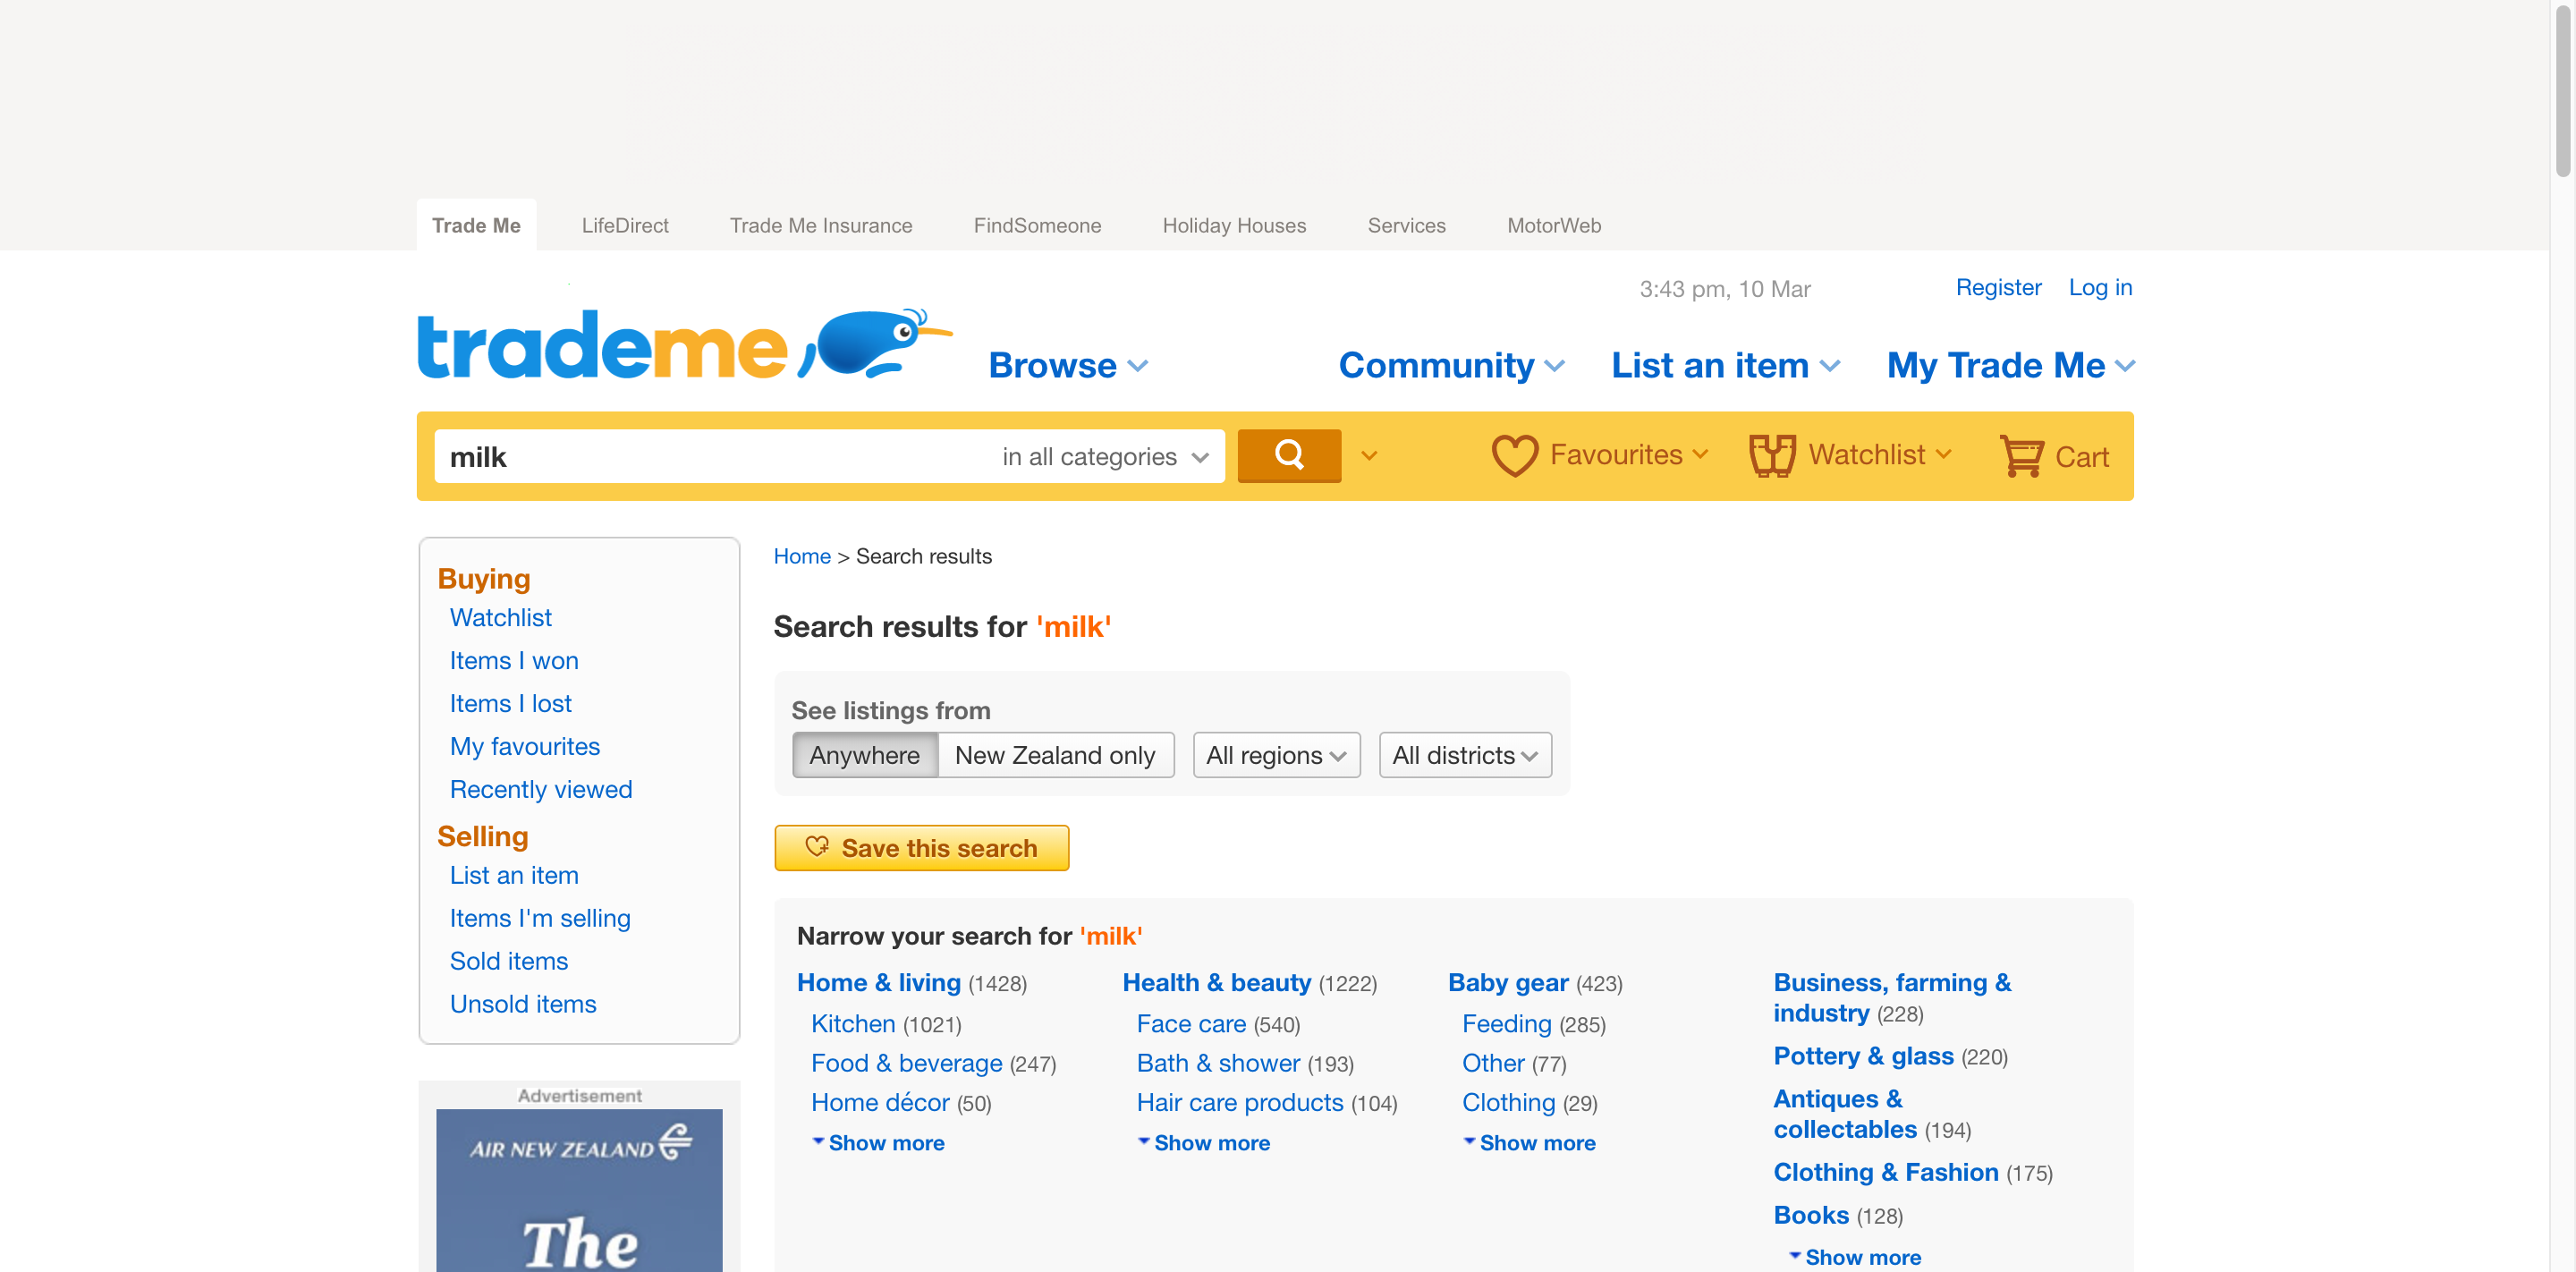 Trade Me
LifeDirect
Trade Me Insurance
FindSomeone
Holiday Houses
Services
MotorWeb
3:43 pm, 10 Mar
Register
Log in
trademe
Browse
Community
List an item
My Trade Me
milk
in all categories
Favourites
Watchlist
Cart
Buying
Watchlist
Items I won
Items I lost
My favourites
Recently viewed
Selling
List an item
Items I'm selling
Sold items
Unsold items
Advertisement
AIR NEW ZEALAND
The
Home > Search results
Search results for 'milk'
See listings from
Anywhere
New Zealand only
All regions
All districts
Save this search
Narrow your search for 'milk'
Home & living (1428)
Kitchen (1021)
Food & beverage (247)
Home décor (50)
Show more
Health & beauty (1222)
Face care (540)
Bath & shower (193)
Hair care products (104)
Show more
Baby gear (423)
Feeding (285)
Other (77)
Clothing (29)
Show more
Business, farming &
industry (228)
Pottery & glass (220)
Antiques &
collectables (194)
Clothing & Fashion (175)
Books (128)
Show more